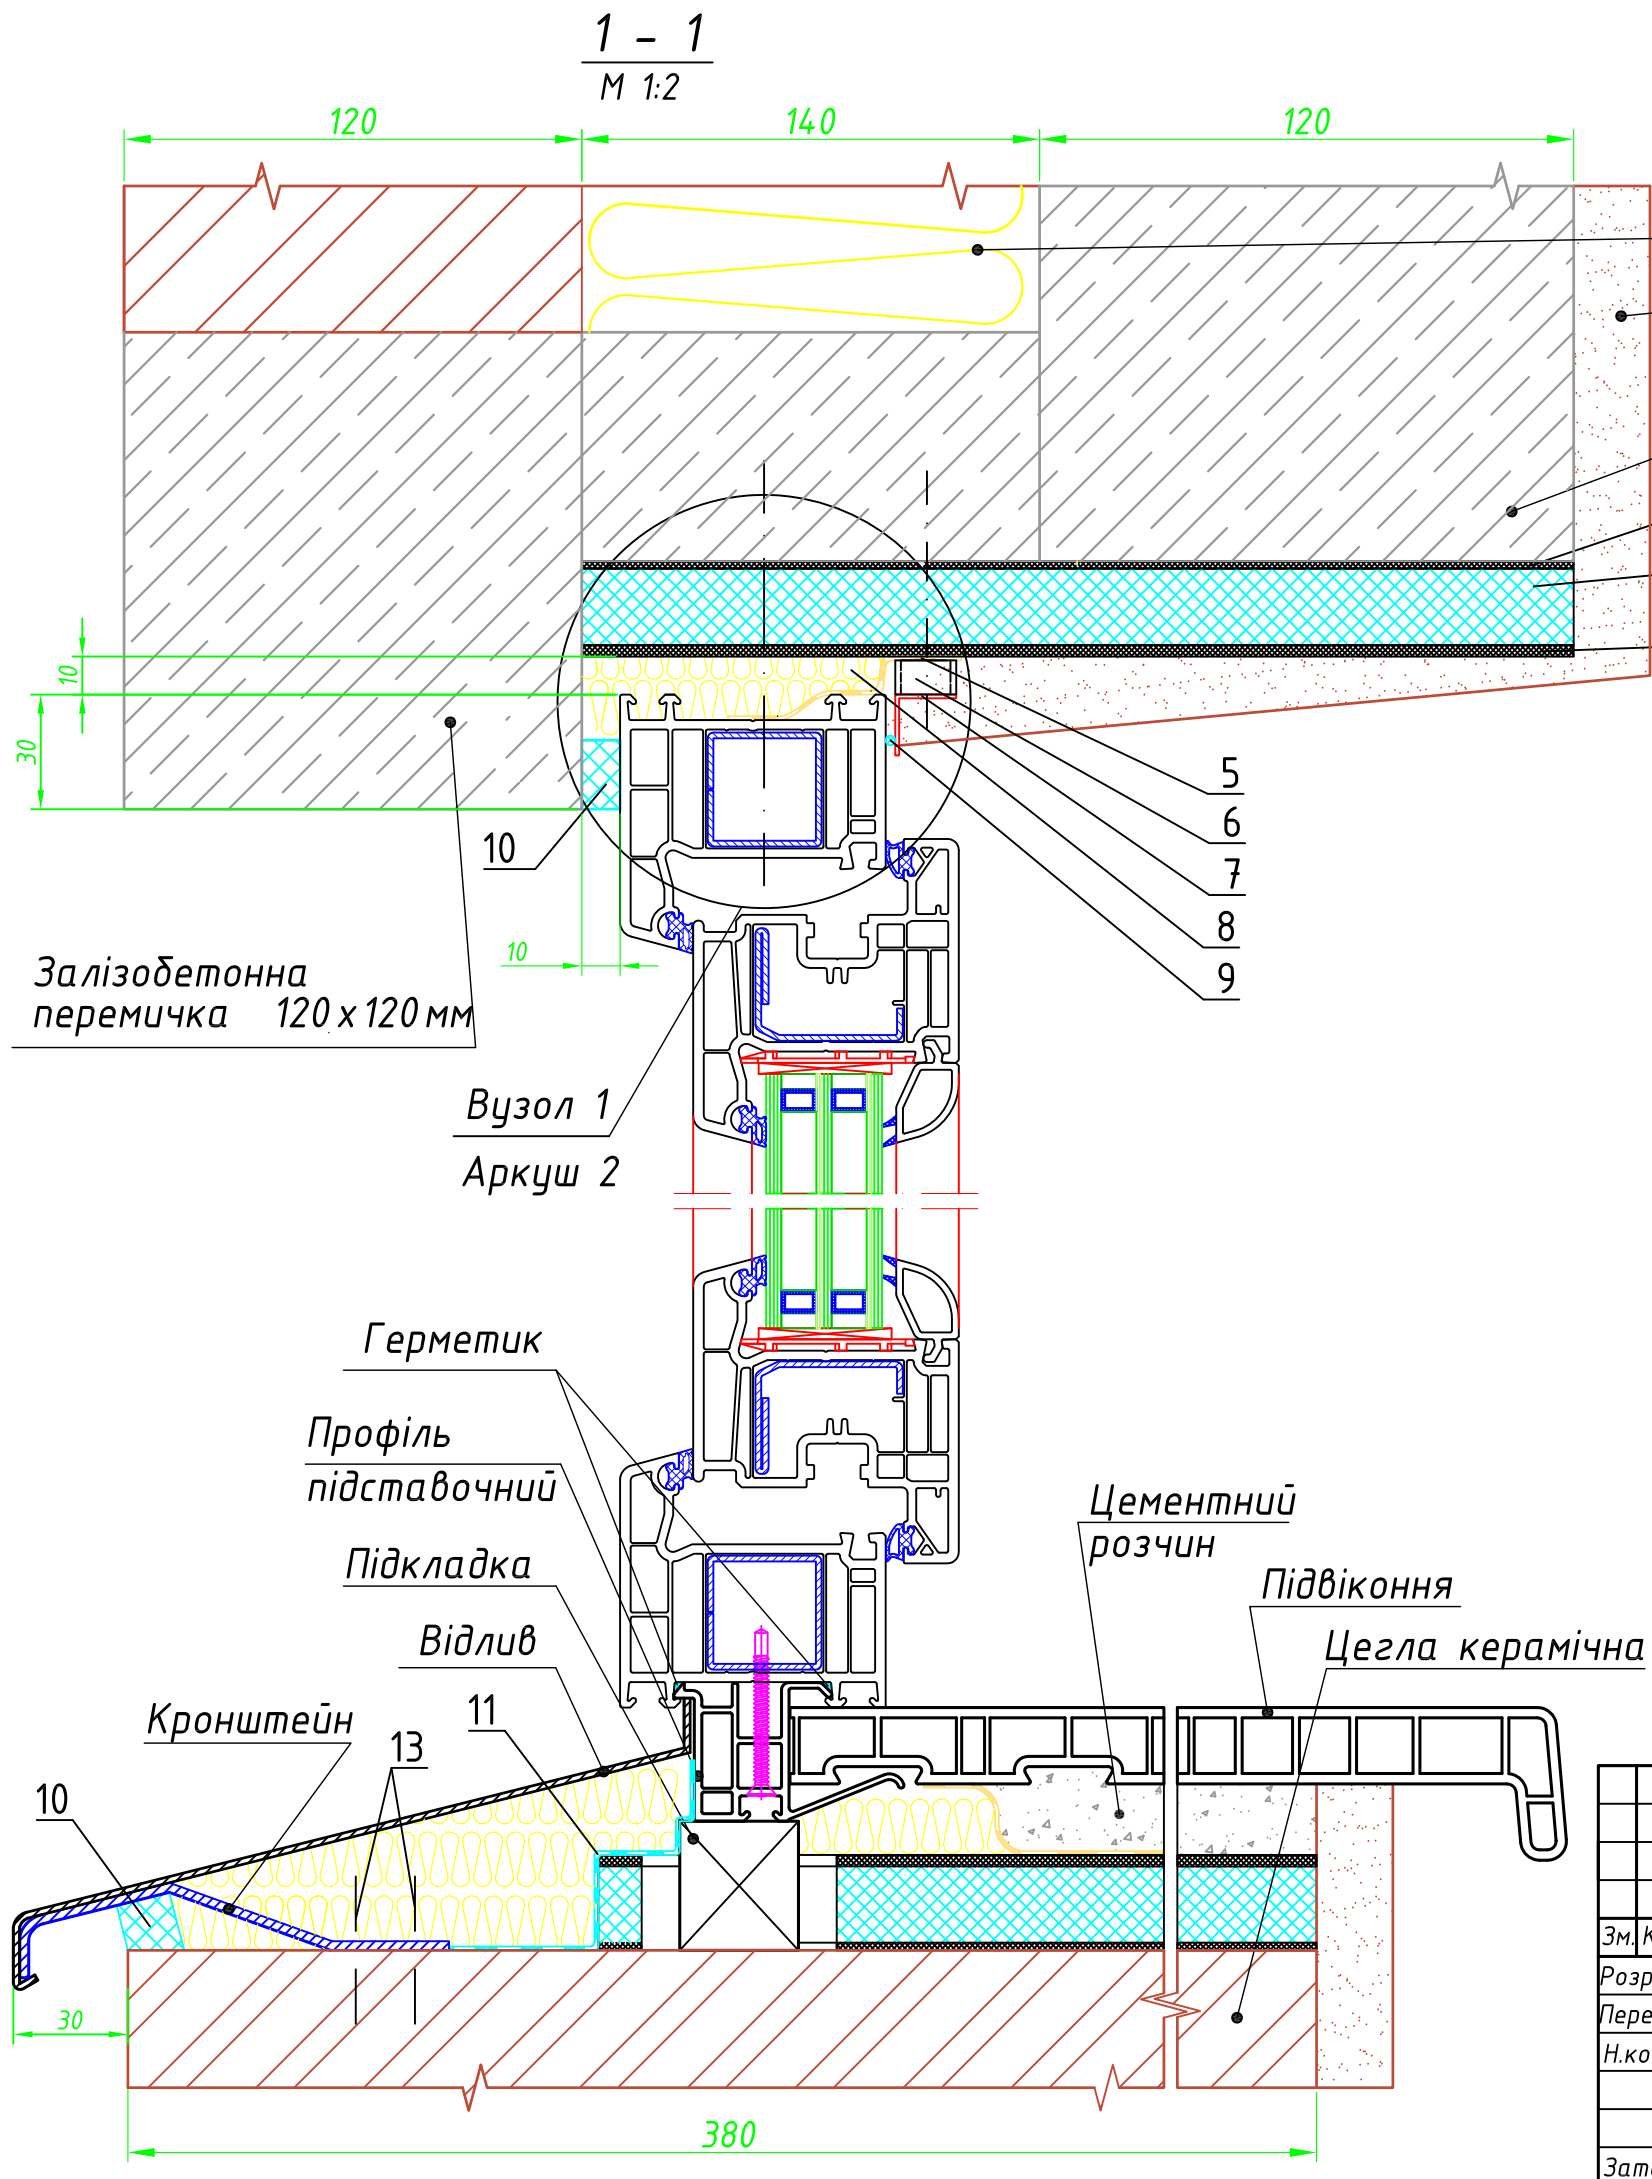 1 - 1
М 1:2
120
140
120
10
30
5
6
7
8
9
10
10
Залізобетонна
перемичка 120 х 120 мм
Вузол 1
Аркуш 2
Герметик
Профіль
підставочний
Підкладка
Відлив
Кронштейн
11
13
10
Цементний
розчин
Підвіконня
Цегла керамічна
30
380
Зм. К
Розр
Пере
Н.ко
Зат